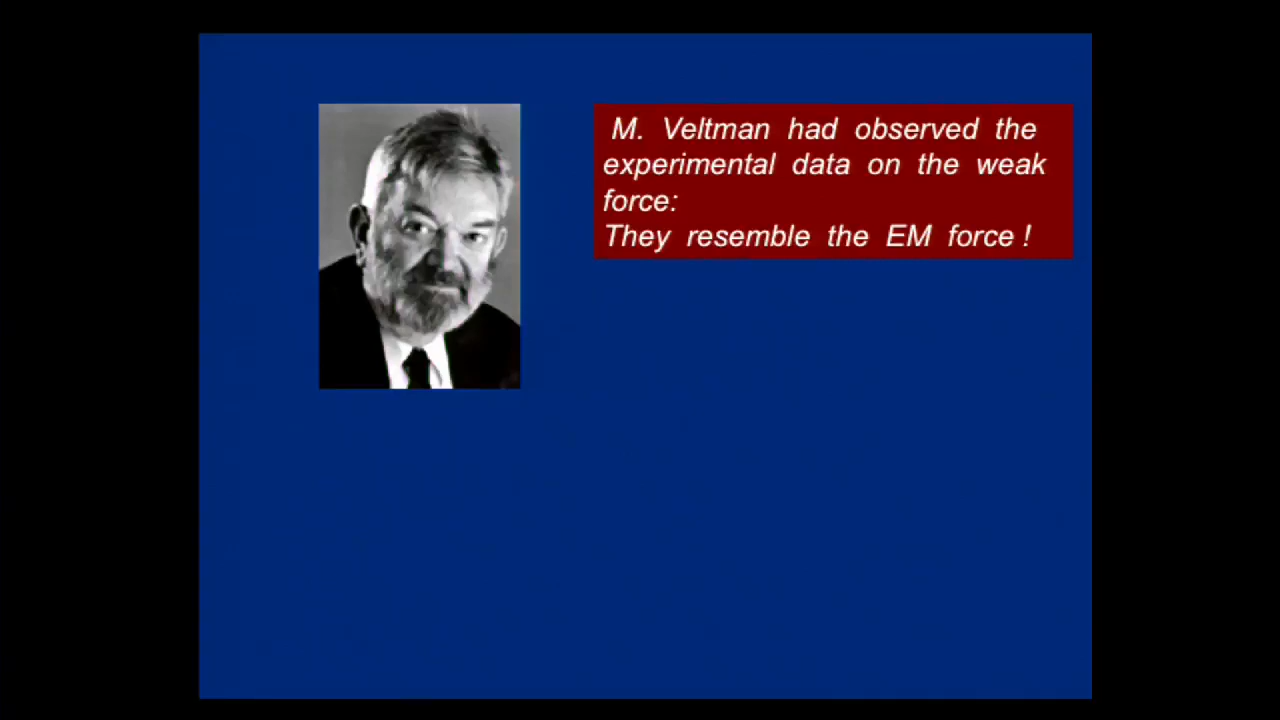 M. Veltman had observed the
experimental data on the weak
force:
They resemble the EM force !